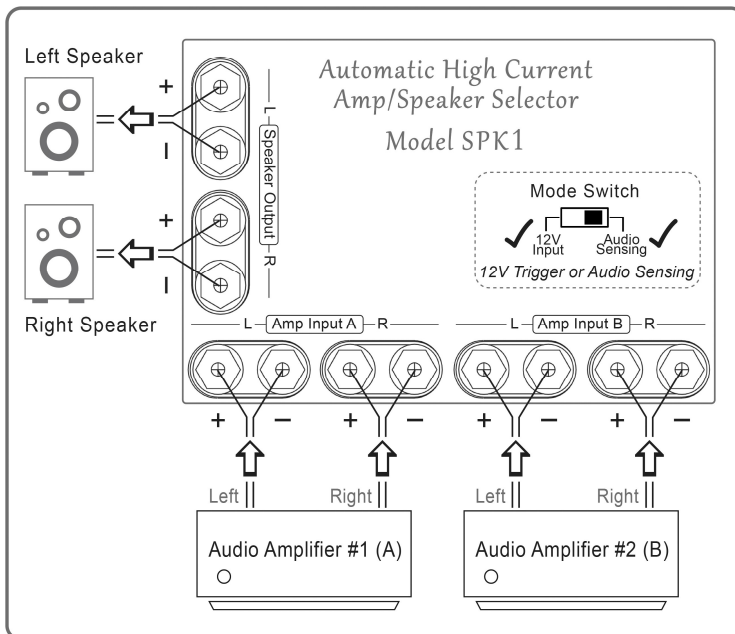 Left Speaker
+
−
+
−
Right Speaker
L
Speaker Output
R
Automatic High Current
Amp/Speaker Selector
Model SPK1
Mode Switch
12V
Input
Audio
Sensing
12V Trigger or Audio Sensing
L Amp Input A R
L Amp Input B R
+ − + − + − + −
Left Right Left Right
Audio Amplifier #1 (A)
Audio Amplifier #2 (B)